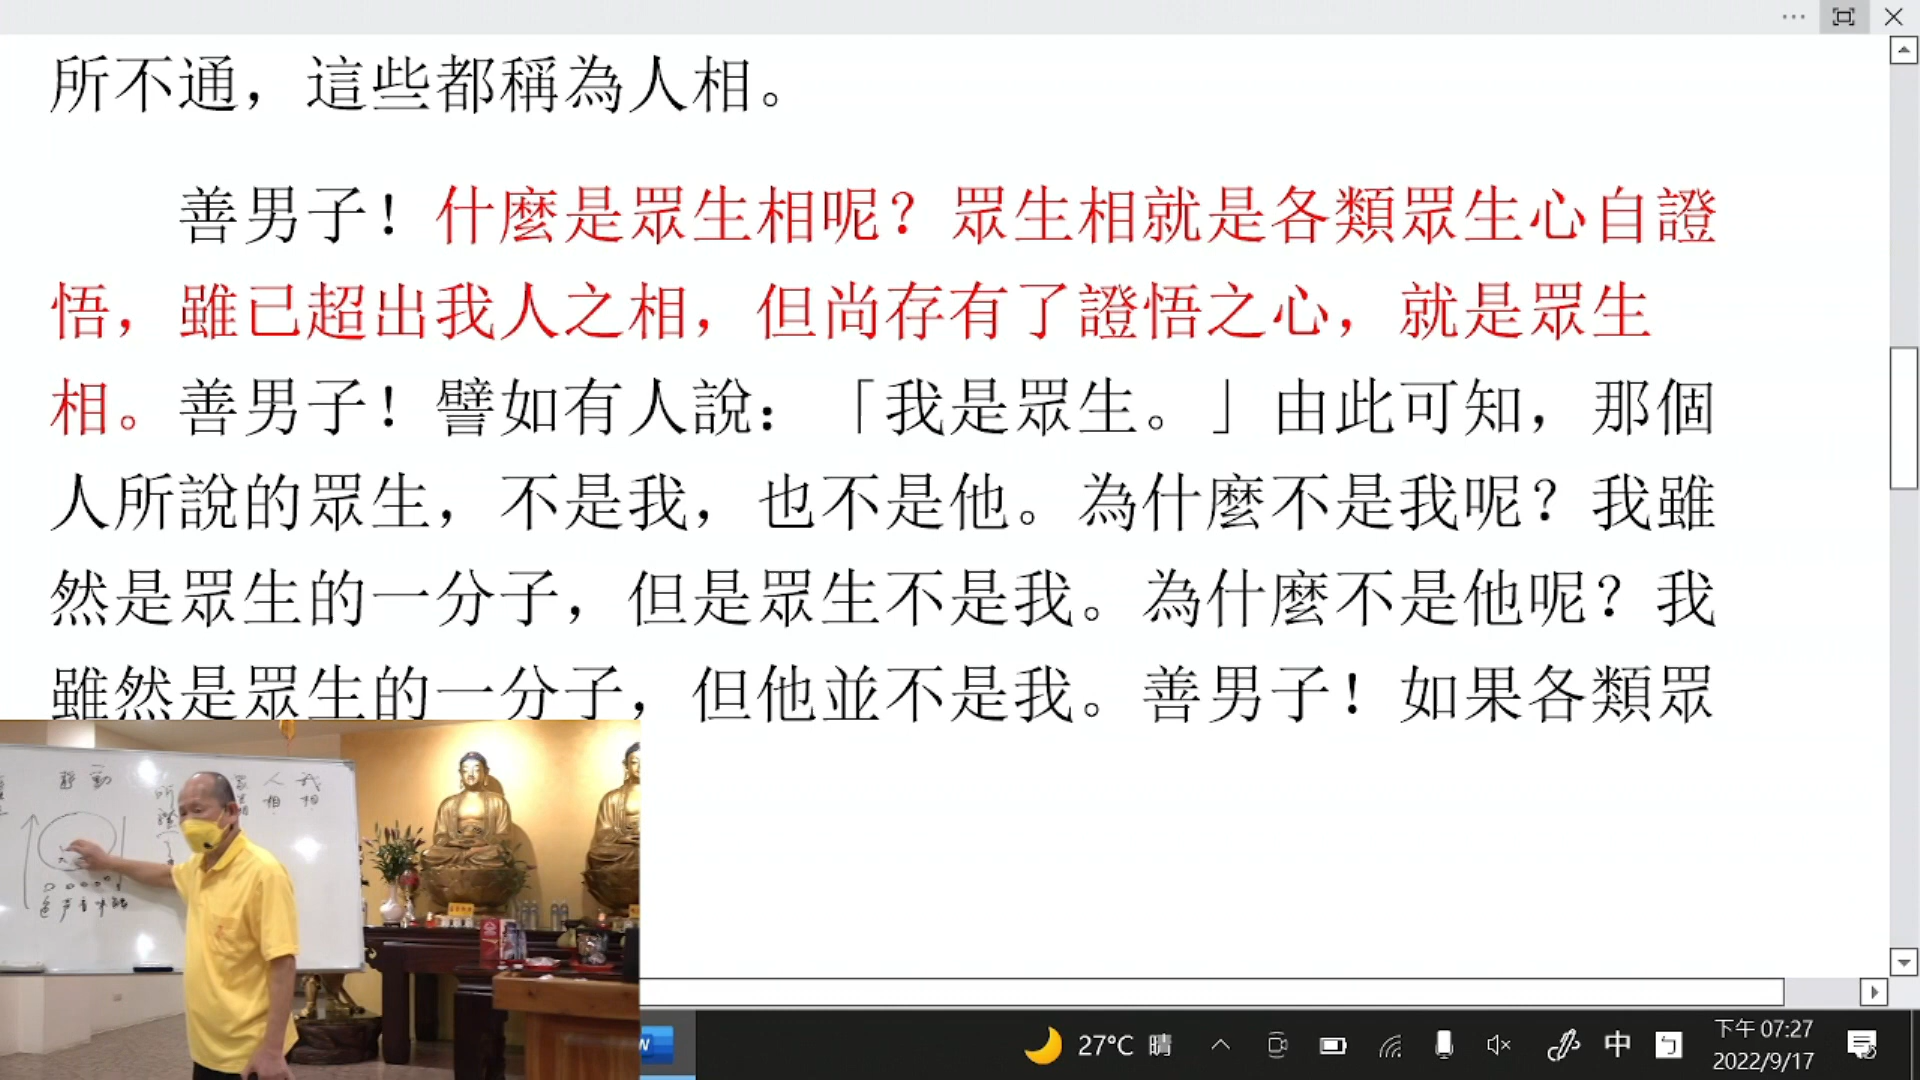 所不通，這些都稱為人相。
善男子！什麼是眾生相呢？眾生相就是各類眾生心自證
悟，雖已超出我人之相，但尚存有了證悟之心，就是眾生
相。善男子！譬如有人說：「我是眾生。」由此可知，那個
人所說的眾生，不是我，也不是他。為什麼不是我呢？我雖
然是眾生的一分子，但是眾生不是我。為什麼不是他呢？我
雖然是眾生的一分子，但他並不是我。善男子！如果各類眾
我相
人相
動
靜
27°C 晴
中
ㄅ
下午 07:27
2022/9/17